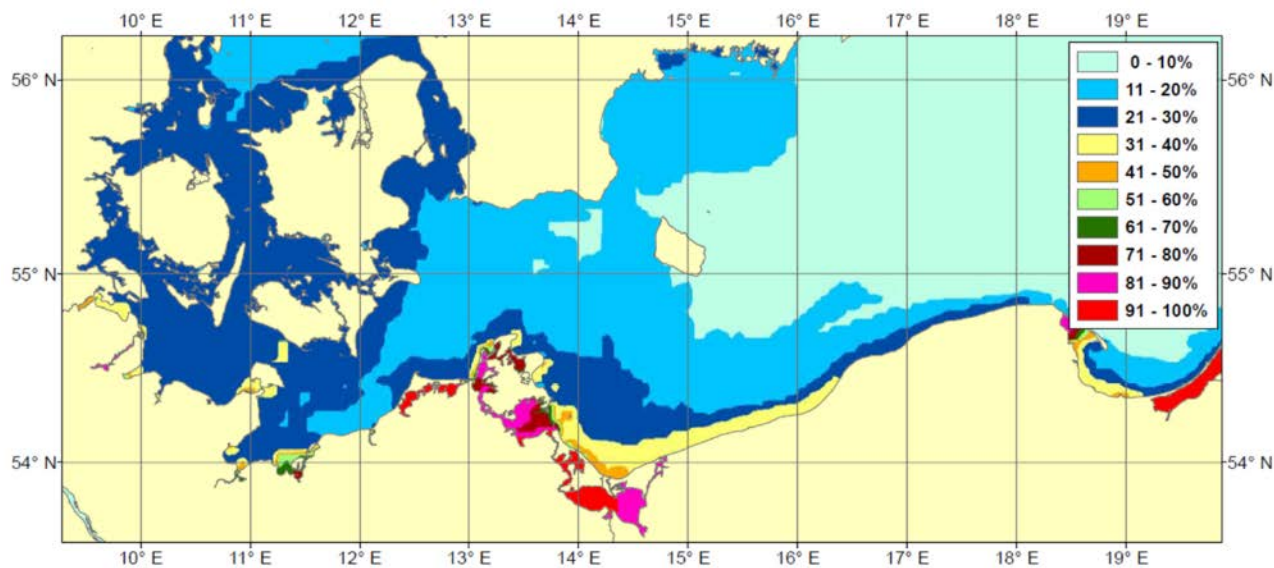 10° E 11° E 12° E 13° E 14° E 15° E 16° E 17° E 18° E 19° E
56° N
55° N
54° N
0 - 10%
11 - 20%
21 - 30%
31 - 40%
41 - 50%
51 - 60%
61 - 70%
71 - 80%
81 - 90%
91 - 100%
56° N
55° N
54° N
10° E 11° E 12° E 13° E 14° E 15° E 16° E 17° E 18° E 19° E